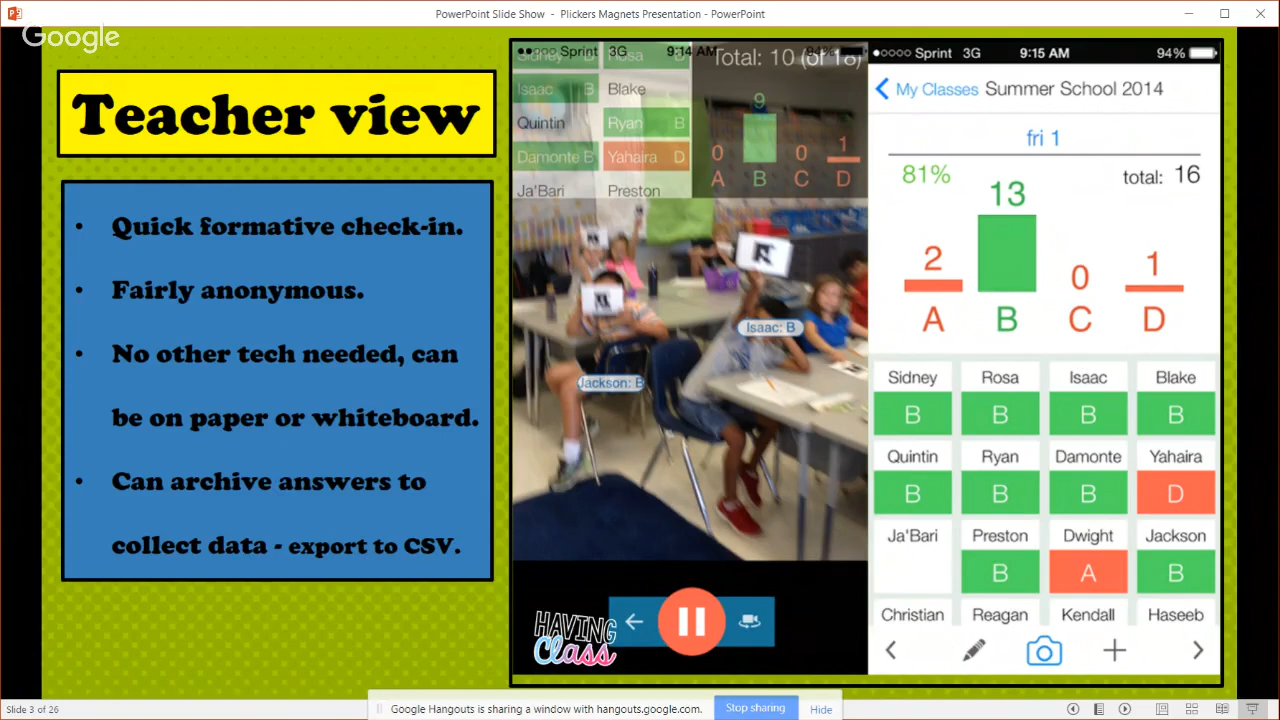 PowerPoint Slide Show - Plickers Magnets Presentation - PowerPoint
Google
Teacher view
• Quick formative check-in.
• Fairly anonymous.
• No other tech needed, can
be on paper or whiteboard.
• Can archive answers to
collect data - export to CSV.
Sprint 3G 9:14 AM 94%
Sidney B Rosa B
Total: 10 (of 18)
Isaac B Blake
Quintin Ryan B
Damonte B Yahaira D
Ja'Bari Preston
0 9 0 1
A B C D
Isaac: B
Jackson: B
HAVING
Class
Sprint 3G 9:15 AM 94%
My Classes Summer School 2014
fri 1
81% total: 16
2 13 0 1
A B C D
Sidney Rosa Isaac Blake
B B B B
Quintin Ryan Damonte Yahaira
B B B D
Ja'Bari Preston Dwight Jackson
B A B
Christian Reagan Kendall Haseeb
Google Hangouts is sharing a window with hangouts.google.com.
Stop sharing
Hide
Slide 3 of 26